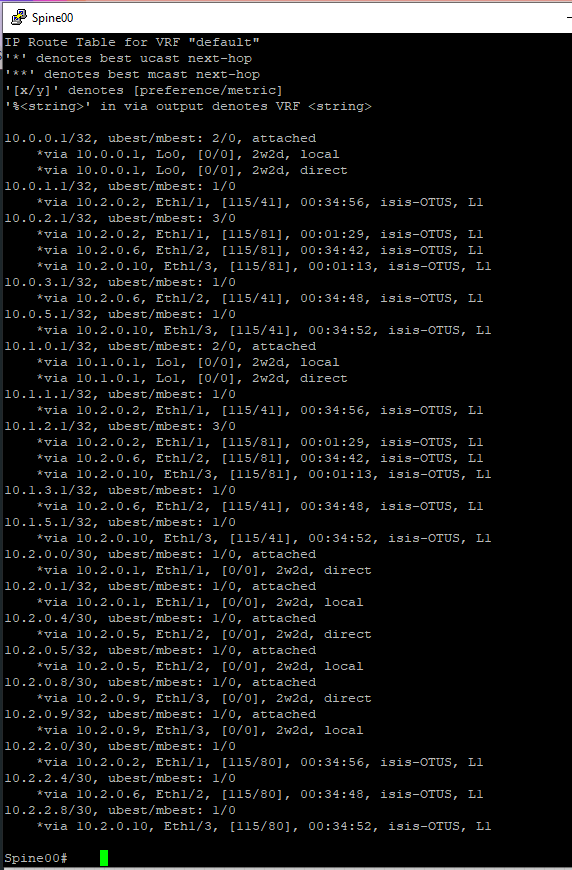 Spine00
IP Route Table for VRF "default"
'*' denotes best ucast next-hop
'**' denotes best mcast next-hop
'[x/y]' denotes [preference/metric]
'%<string>' in via output denotes VRF <string>
10.0.0.1/32, ubest/mbest: 2/0, attached
*via 10.0.0.1, Lo0, [0/0], 2w2d, local
*via 10.0.0.1, Lo0, [0/0], 2w2d, direct
10.0.1.1/32, ubest/mbest: 1/0
*via 10.2.0.2, Eth1/1, [115/41], 00:34:56, isis-OTUS, L1
10.0.2.1/32, ubest/mbest: 3/0
*via 10.2.0.2, Eth1/1, [115/81], 00:01:29, isis-OTUS, L1
*via 10.2.0.6, Eth1/2, [115/81], 00:34:42, isis-OTUS, L1
*via 10.2.0.10, Eth1/3, [115/81], 00:01:13, isis-OTUS, L1
10.0.3.1/32, ubest/mbest: 1/0
*via 10.2.0.6, Eth1/2, [115/41], 00:34:48, isis-OTUS, L1
10.0.5.1/32, ubest/mbest: 1/0
*via 10.2.0.10, Eth1/3, [115/41], 00:34:52, isis-OTUS, L1
10.1.0.1/32, ubest/mbest: 2/0, attached
*via 10.1.0.1, Lo1, [0/0], 2w2d, local
*via 10.1.0.1, Lo1, [0/0], 2w2d, direct
10.1.1.1/32, ubest/mbest: 1/0
*via 10.2.0.2, Eth1/1, [115/41], 00:34:56, isis-OTUS, L1
10.1.2.1/32, ubest/mbest: 3/0
*via 10.2.0.2, Eth1/1, [115/81], 00:01:29, isis-OTUS, L1
*via 10.2.0.6, Eth1/2, [115/81], 00:34:42, isis-OTUS, L1
*via 10.2.0.10, Eth1/3, [115/81], 00:01:13, isis-OTUS, L1
10.1.3.1/32, ubest/mbest: 1/0
*via 10.2.0.6, Eth1/2, [115/41], 00:34:48, isis-OTUS, L1
10.1.5.1/32, ubest/mbest: 1/0
*via 10.2.0.10, Eth1/3, [115/41], 00:34:52, isis-OTUS, L1
10.2.0.0/30, ubest/mbest: 1/0, attached
*via 10.2.0.1, Eth1/1, [0/0], 2w2d, direct
10.2.0.1/32, ubest/mbest: 1/0, attached
*via 10.2.0.1, Eth1/1, [0/0], 2w2d, local
10.2.0.4/30, ubest/mbest: 1/0, attached
*via 10.2.0.5, Eth1/2, [0/0], 2w2d, direct
10.2.0.5/32, ubest/mbest: 1/0, attached
*via 10.2.0.5, Eth1/2, [0/0], 2w2d, local
10.2.0.8/30, ubest/mbest: 1/0, attached
*via 10.2.0.9, Eth1/3, [0/0], 2w2d, direct
10.2.0.9/32, ubest/mbest: 1/0, attached
*via 10.2.0.9, Eth1/3, [0/0], 2w2d, local
10.2.2.0/30, ubest/mbest: 1/0
*via 10.2.0.2, Eth1/1, [115/80], 00:34:56, isis-OTUS, L1
10.2.2.4/30, ubest/mbest: 1/0
*via 10.2.0.6, Eth1/2, [115/80], 00:34:48, isis-OTUS, L1
10.2.2.8/30, ubest/mbest: 1/0
*via 10.2.0.10, Eth1/3, [115/80], 00:34:52, isis-OTUS, L1
Spine00#